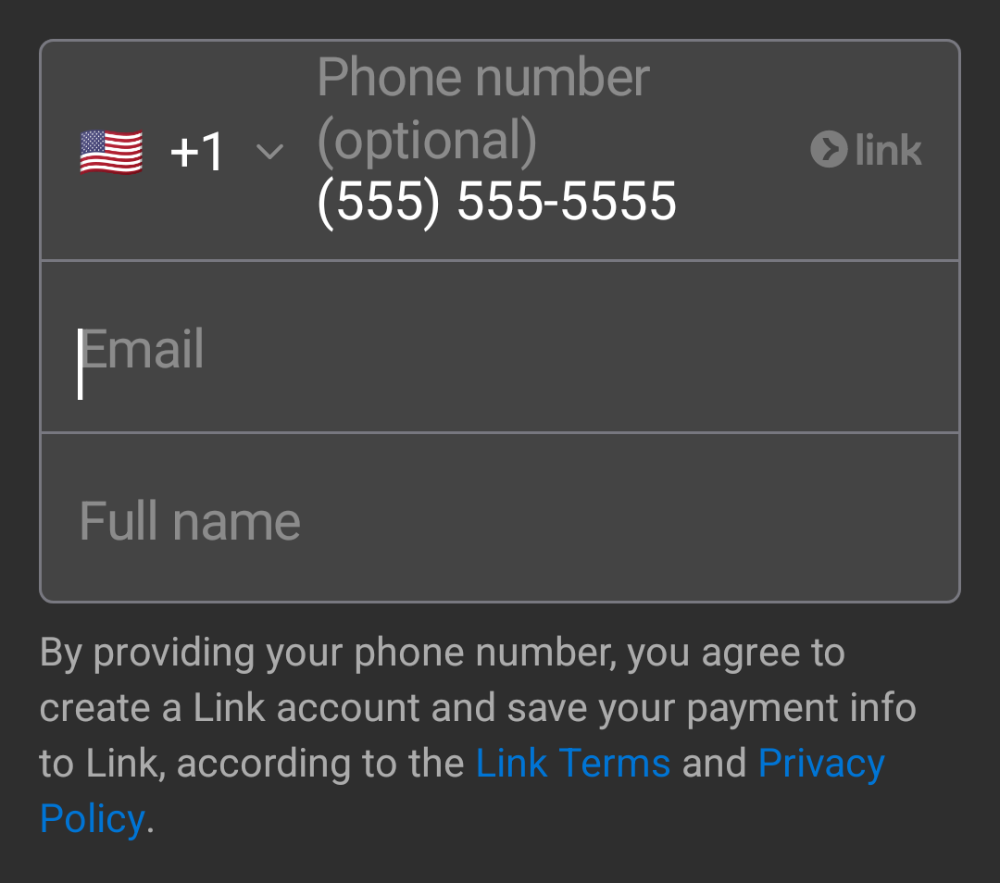 Phone number
(optional)
+1
(555) 555-5555
link
Email
Full name
By providing your phone number, you agree to
create a Link account and save your payment info
to Link, according to the Link Terms and Privacy
Policy.